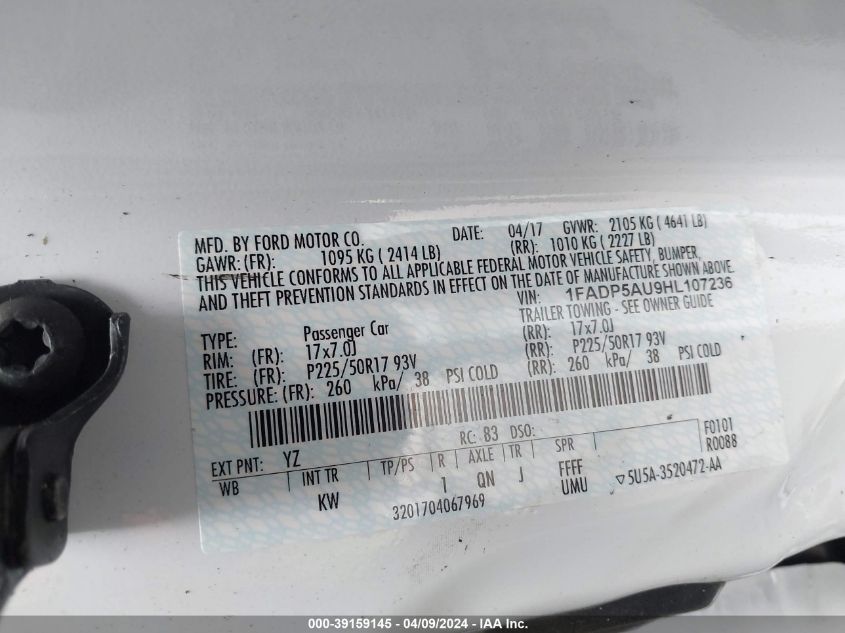 MFD. BY FORD MOTOR CO. DATE: 04/17 GVWR: 2105 KG ( 4641 LB)
GAWR: (FR): 1095 KG ( 2414 LB) (RR): 1010 KG ( 2227 LB)
THIS VEHICLE CONFORMS TO ALL APPLICABLE FEDERAL MOTOR VEHICLE SAFETY, BUMPER,
AND THEFT PREVENTION STANDARDS IN EFFECT ON THE DATE OF MANUFACTURE SHOWN ABOVE.
VIN: 1FADP5AU9HL107236
TYPE: Passenger Car TRAILER TOWING - SEE OWNER GUIDE
RIM: (FR): 17x7.0J (RR): 17x7.0J
TIRE: (FR): P225/50R17 93V (RR): P225/50R17 93V
PRESSURE: (FR): 260 kPa/ 38 PSI COLD (RR): 260 kPa/ 38 PSI COLD
EXT PNT: YZ RC: 83 DSO: F0101
WB INT TR TP/PS R AXLE TR SPR R0088
KW 1 QN J FFFF
UMU
3201704067969 ▽5U5A-3520472-AA
000-39159145 - 04/09/2024 - IAA Inc.